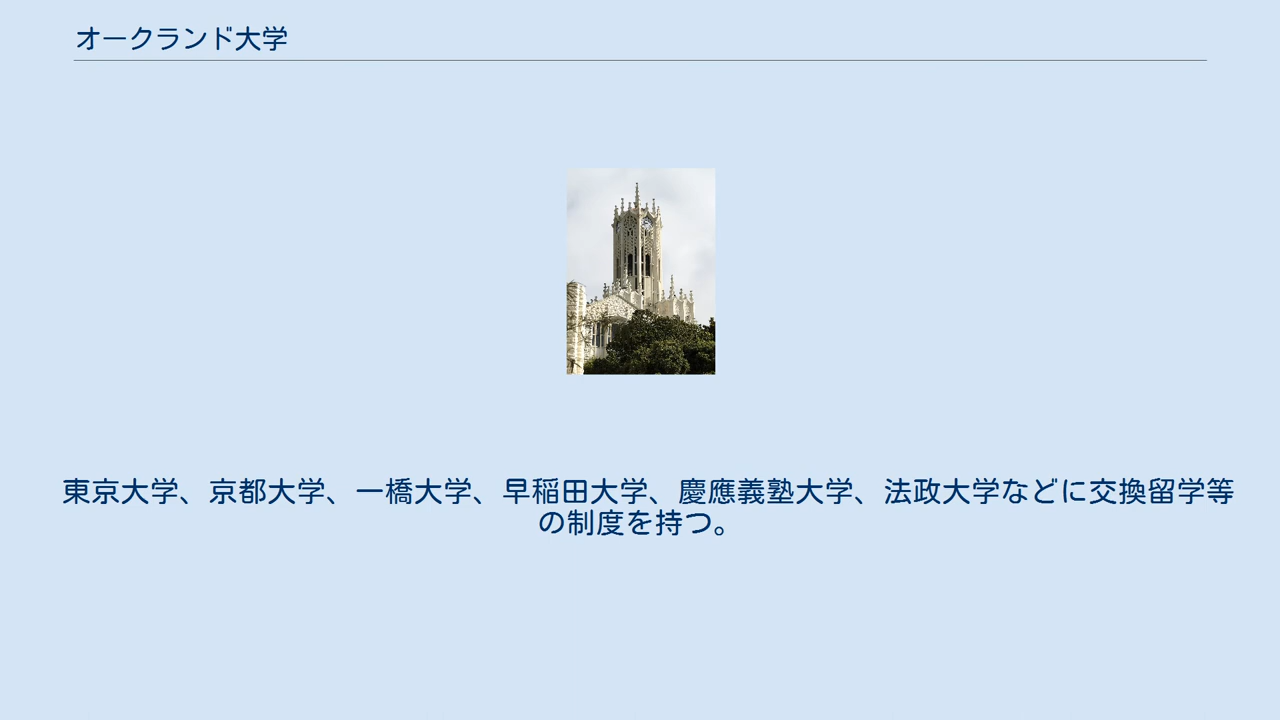 オークランド大学
東京大学、京都大学、一橋大学、早稲田大学、慶應義塾大学、法政大学などに交換留学等
の制度を持つ。